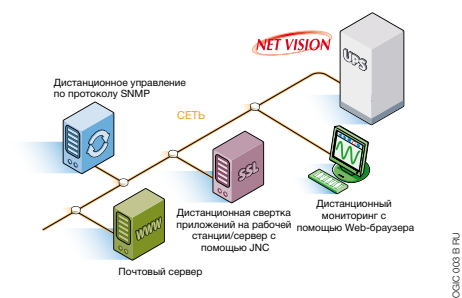 NET VISION
UPS
Дистанционное управление
по протоколу SNMP
СЕТЬ
SSL
WWW
Дистанционная свертка
приложений на рабочей
станции/сервер с
помощью JNC
Дистанционный
мониторинг с
помощью Web-браузера
Почтовый сервер
OGIC 003 B RU